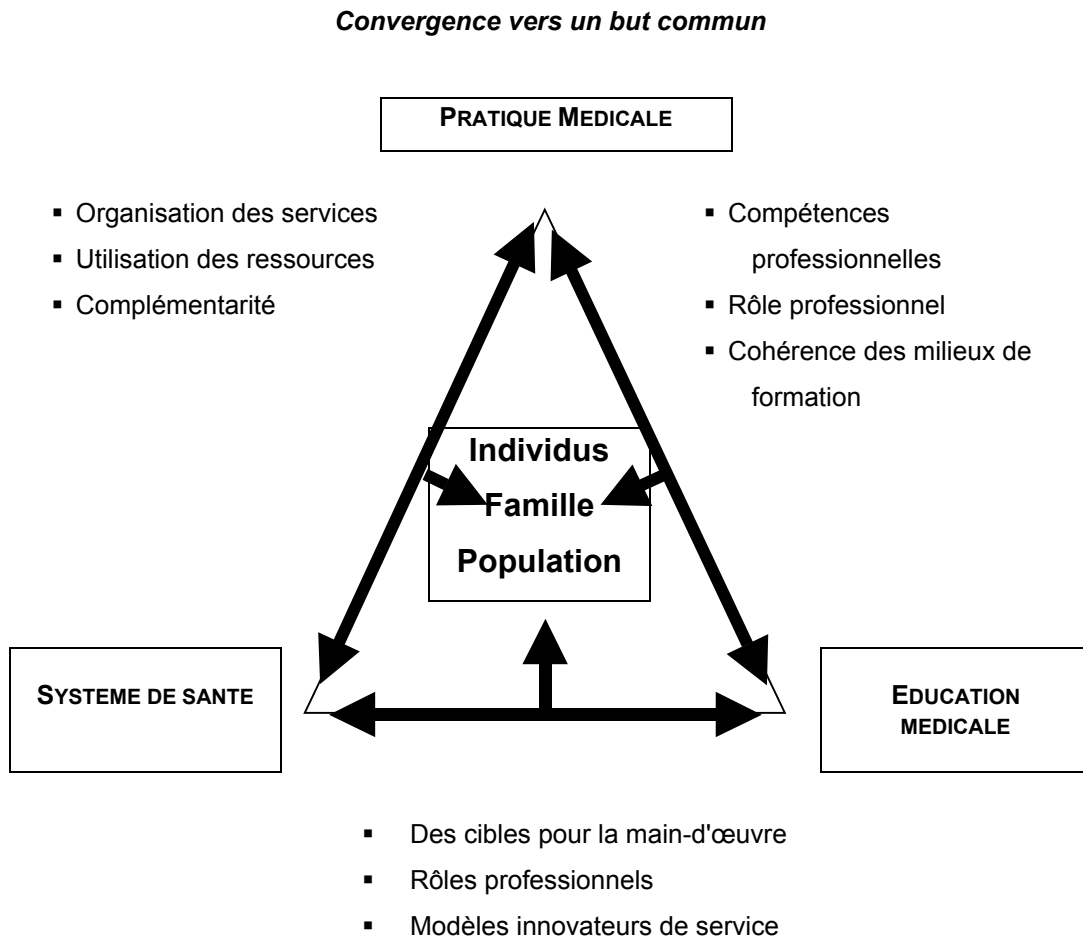 Convergence vers un but commun
PRATIQUE MEDICALE
▪ Organisation des services
▪ Utilisation des ressources
▪ Complémentarité
▪ Compétences
professionnelles
▪ Rôle professionnel
▪ Cohérence des milieux de
formation
Individus
Famille
Population
SYSTEME DE SANTE
EDUCATION
MEDICALE
▪ Des cibles pour la main-d'œuvre
▪ Rôles professionnels
▪ Modèles innovateurs de service